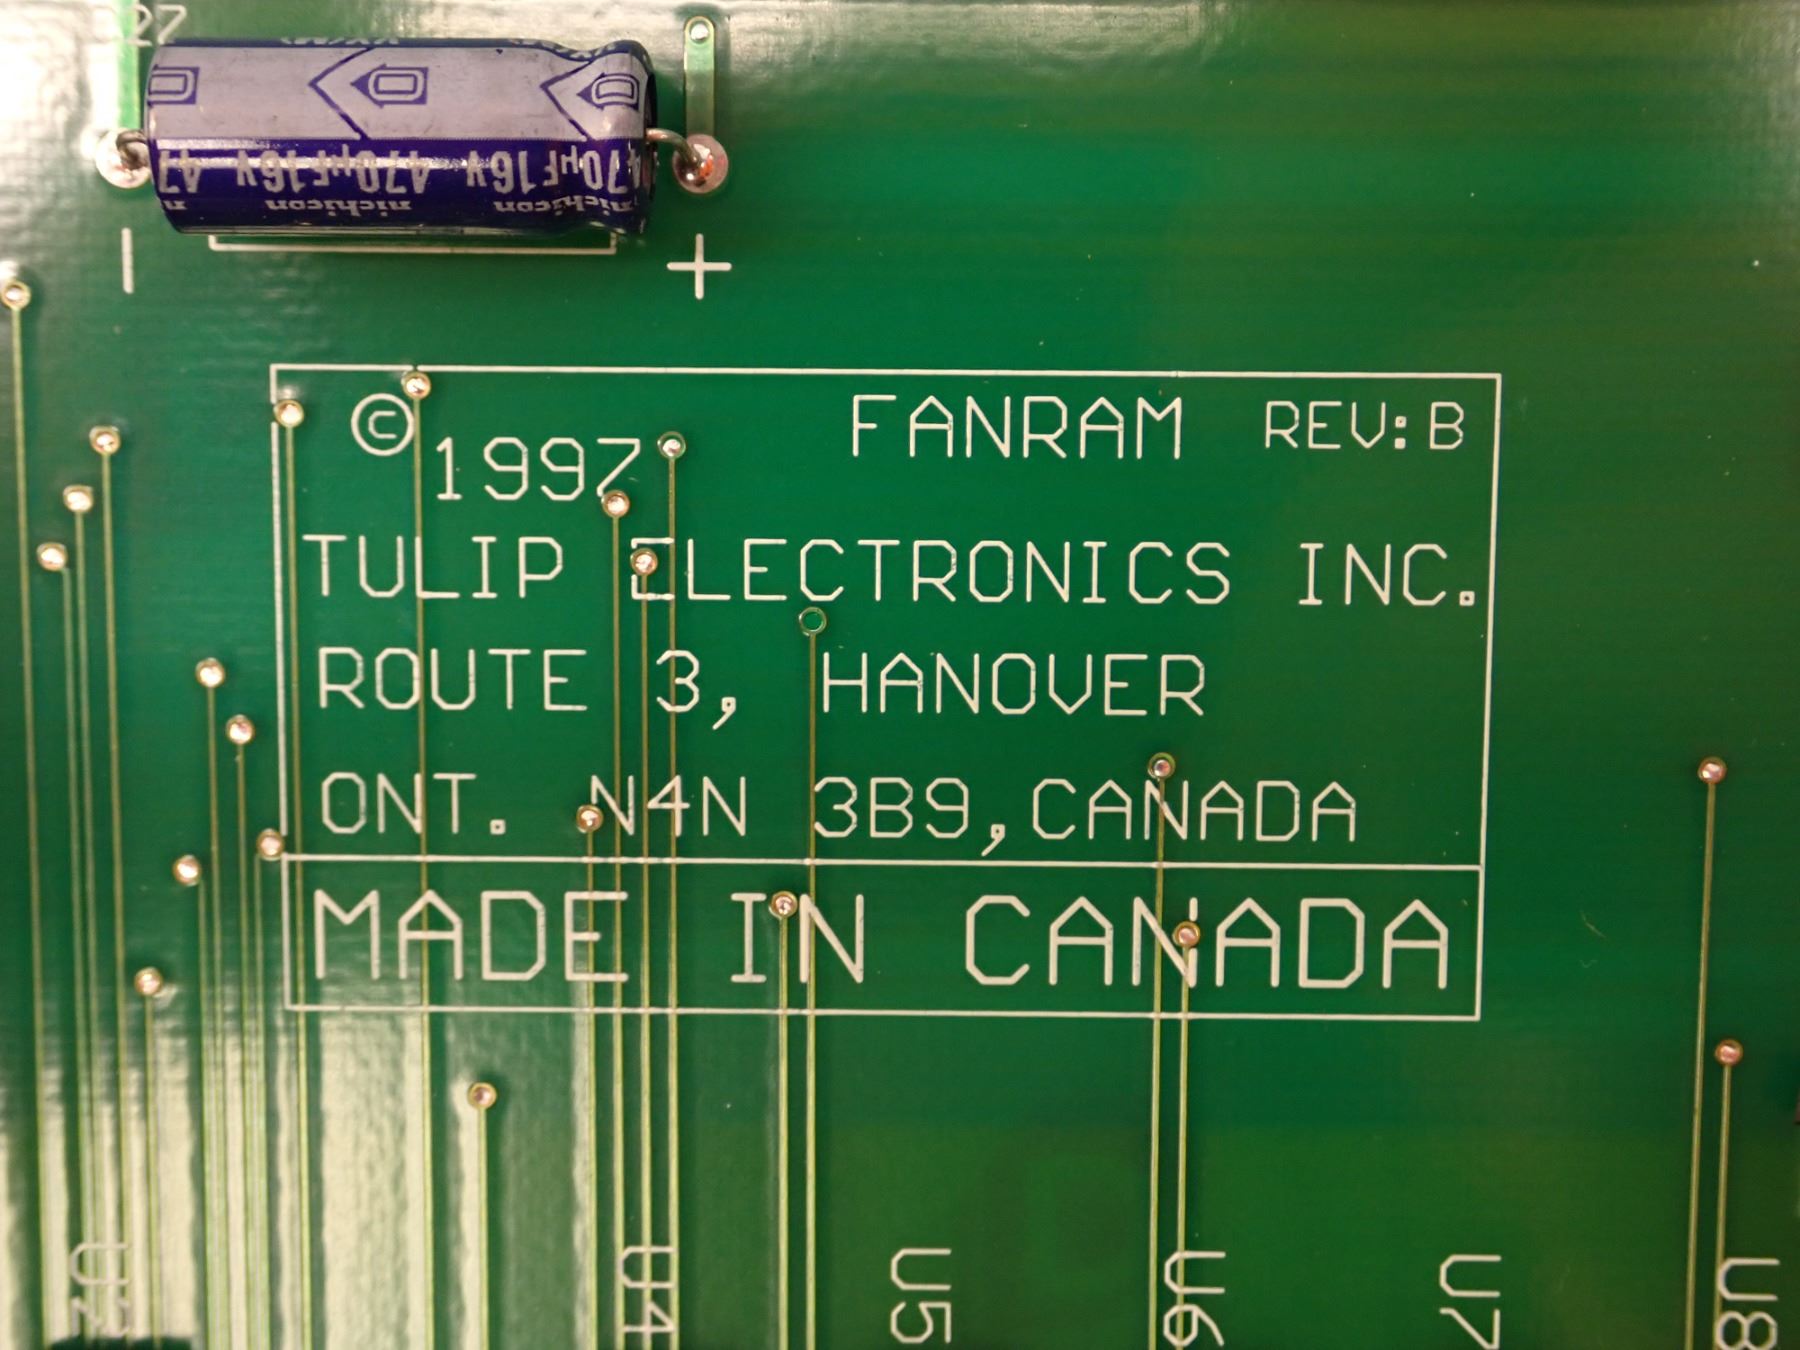 27
470µF16V 470µF16V
nichicon nichicon
− +
© 1997 FANRAM REV:B
TULIP ELECTRONICS INC.
ROUTE 3, HANOVER
ONT. N4N 3B9,CANADA
MADE IN CANADA
U4 U5 U6 U7 U8